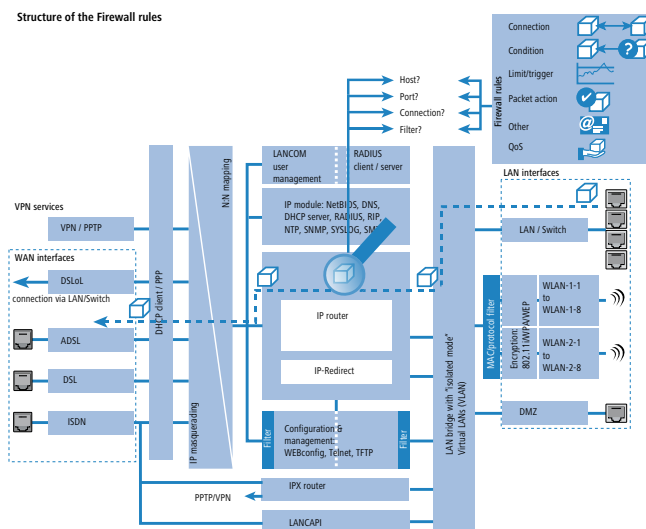 Structure of the Firewall rules
Connection
Condition
Limit/trigger
Packet action
Other
QoS
Firewall rules
Host?
Port?
Connection?
Filter?
LANCOM
user
management
RADIUS
client / server
LAN interfaces
IP module: NetBIOS, DNS,
DHCP server, RADIUS, RIP,
NTP, SNMP, SYSLOG,
VPN services
VPN / PPTP
WAN interfaces
DSLoL
connection via LAN/Switch
ADSL
DSL
ISDN
DHCP client / PPP
N:N mapping
IP masquerading
IP router
IP-Redirect
Filter
Configuration &
management:
WEBconfig, Telnet, TFTP
Filter
IPX router
PPTP/VPN
LANCAPI
LAN bridge with "isolated mode"
Virtual LANs (VLAN)
LAN / Switch
MAC/protocol filter
Encryption:
802.11i/WPA/WEP
WLAN-1-1
to
WLAN-1-8
WLAN-2-1
to
WLAN-2-8
DMZ